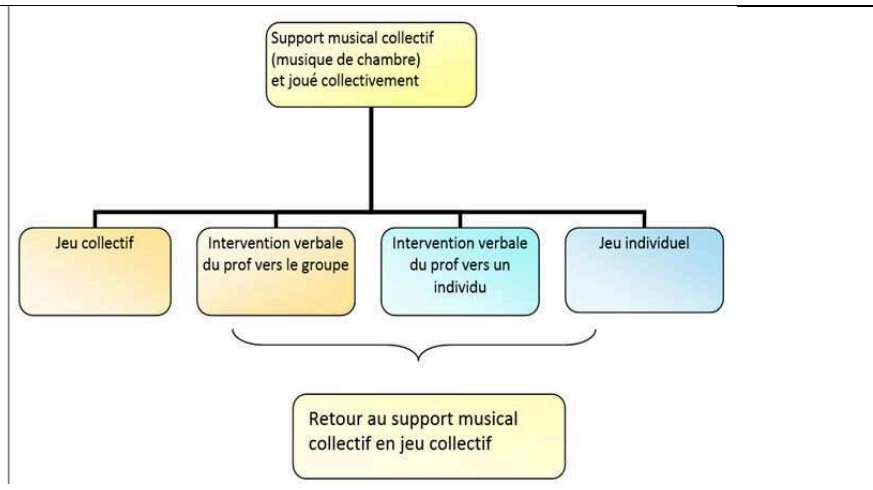 Support musical collectif
(musique de chambre)
et joué collectivement
Jeu collectif
Intervention verbale
du prof vers le groupe
Intervention verbale
du prof vers un
individu
Jeu individuel
Retour au support musical
collectif en jeu collectif